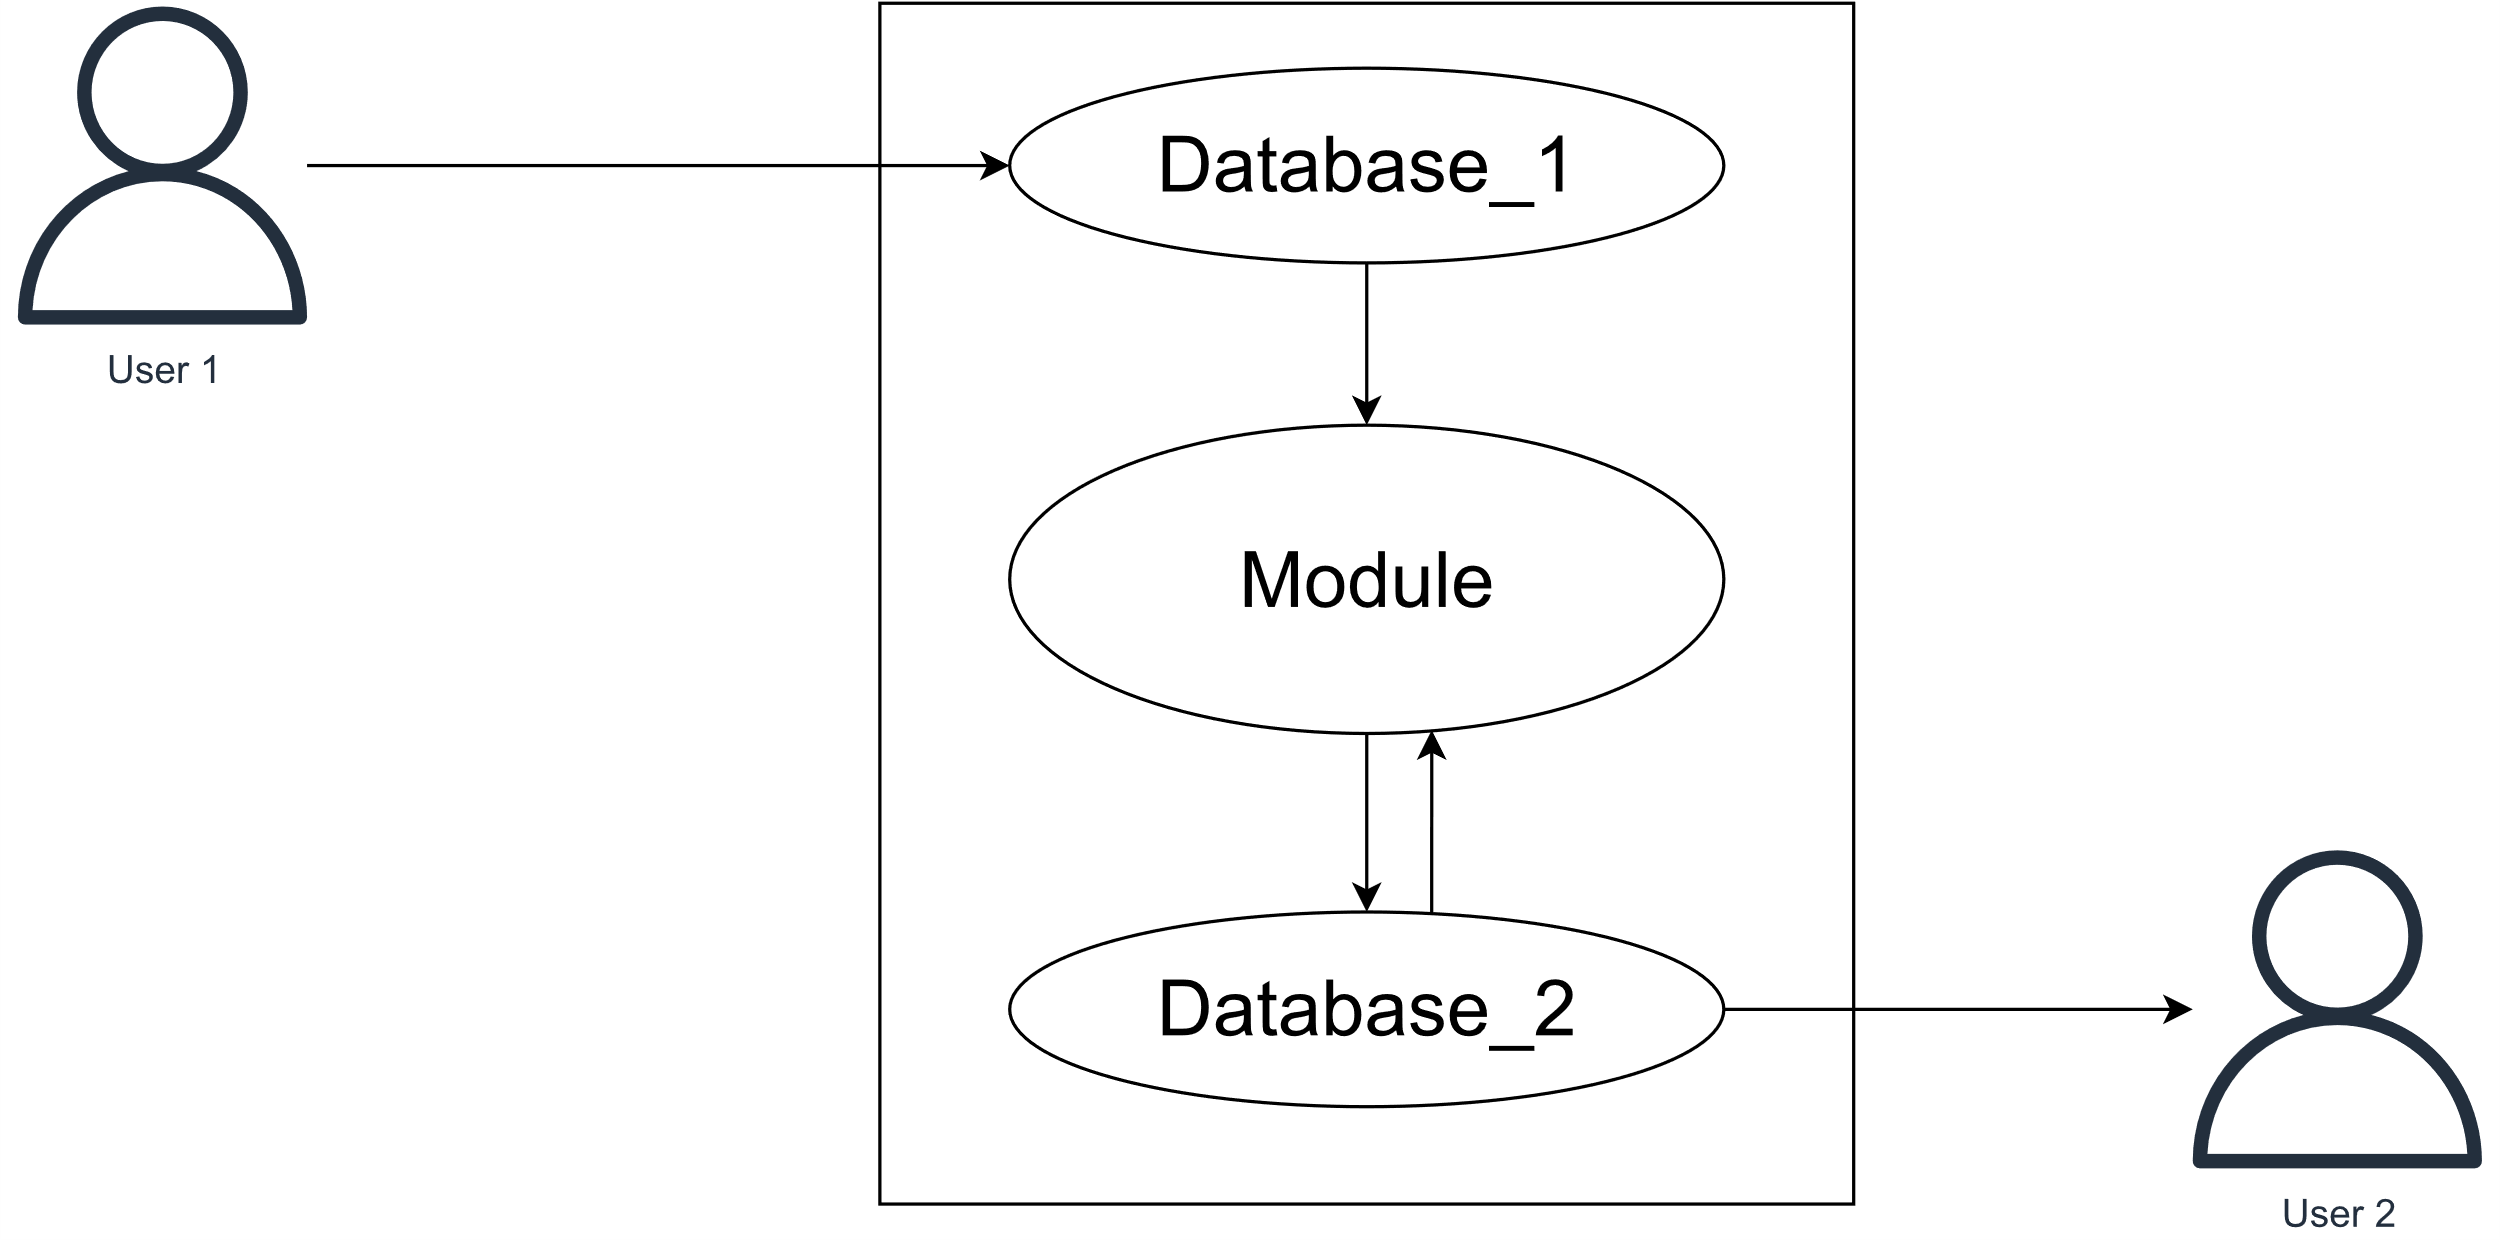 Database_1
User 1
Module
Database_2
User 2